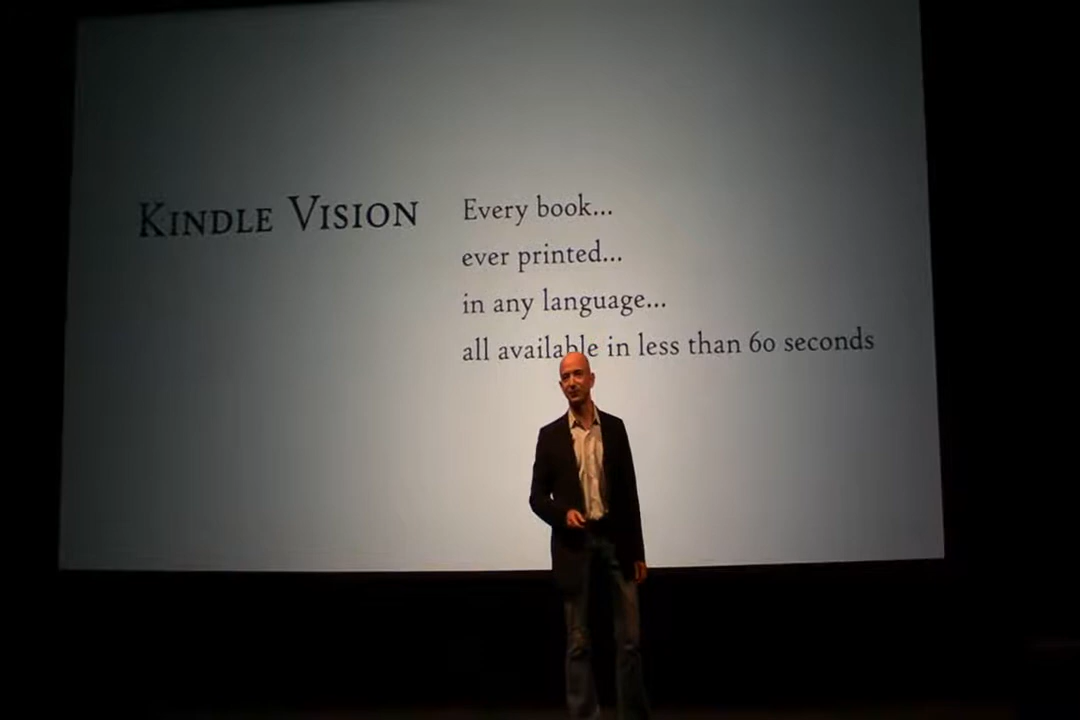 KINDLE VISION
Every book...
ever printed...
in any language...
all available in less than 60 seconds